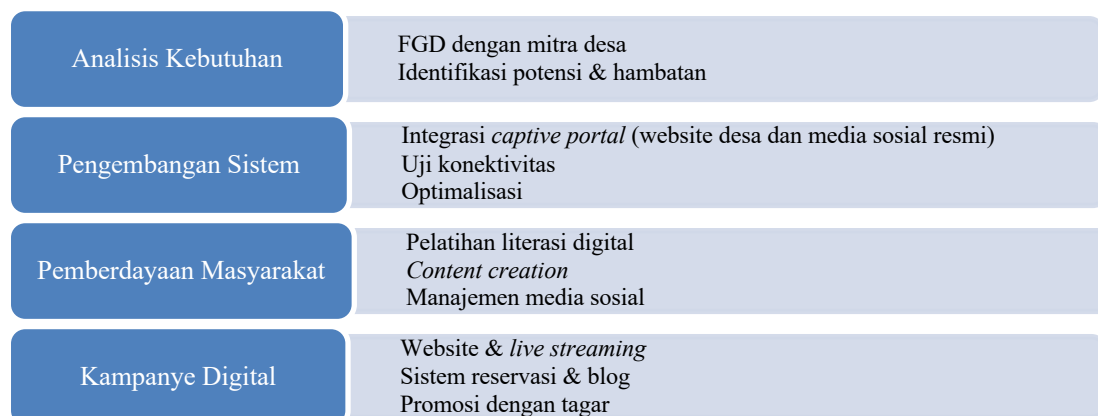 Analisis Kebutuhan
FGD dengan mitra desa
Identifikasi potensi & hambatan
Pengembangan Sistem
Integrasi captive portal (website desa dan media sosial resmi)
Uji konektivitas
Optimalisasi
Pemberdayaan Masyarakat
Pelatihan literasi digital
Content creation
Manajemen media sosial
Kampanye Digital
Website & live streaming
Sistem reservasi & blog
Promosi dengan tagar